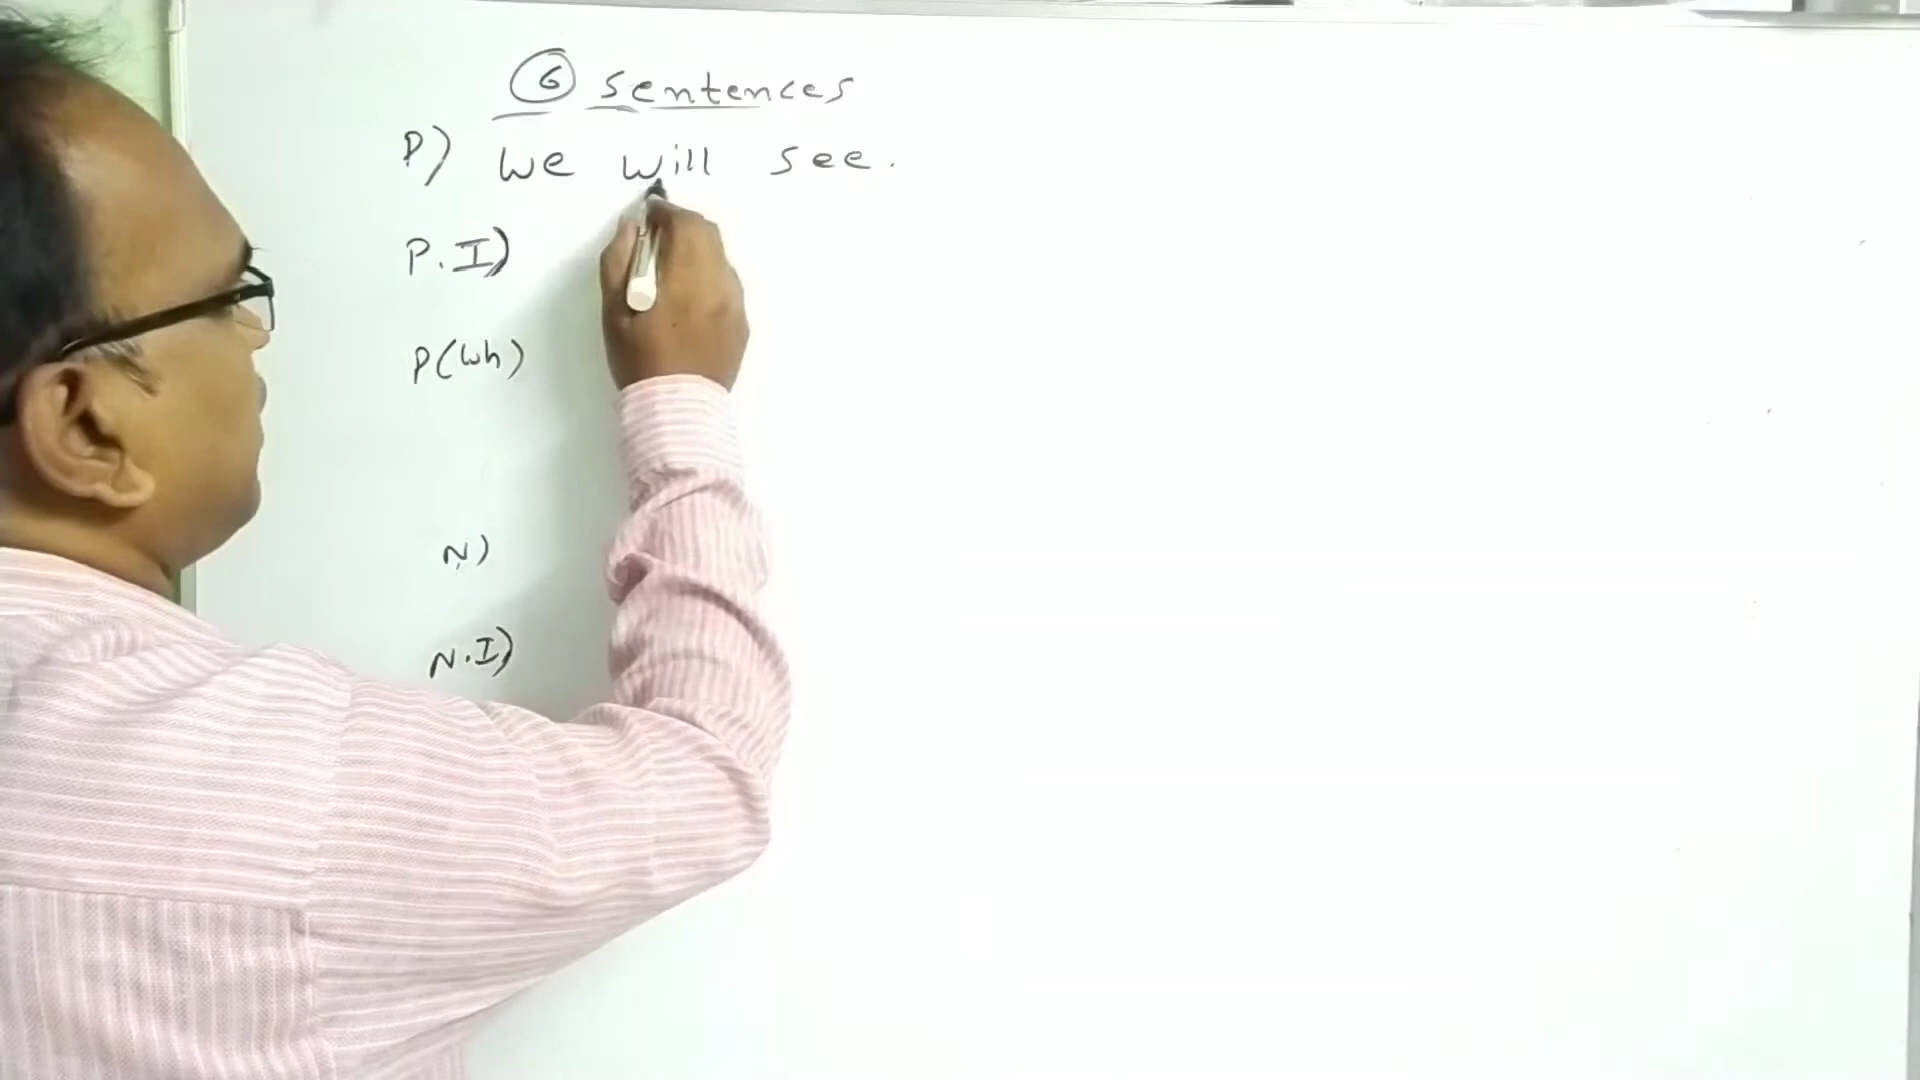 6 sentences
P) We will see.
P.I)
P(wh)
N)
N.I)